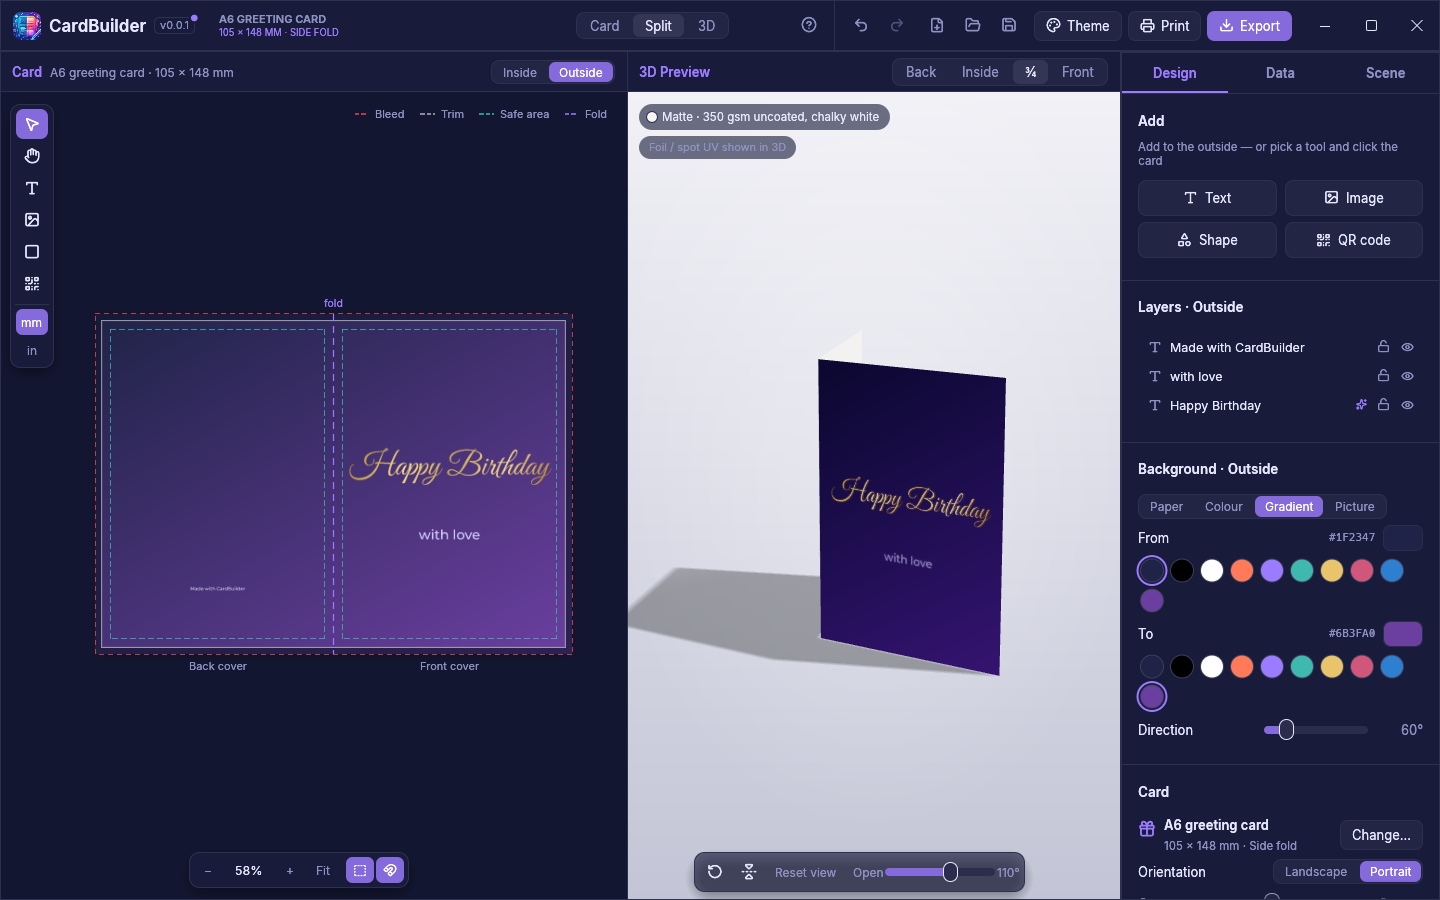 CardBuilder
v0.0.1
A6 GREETING CARD
105 × 148 MM · SIDE FOLD
Card
Split
3D
Theme
Print
Export
Card
A6 greeting card · 105 × 148 mm
Inside
Outside
3D Preview
Back
Inside
¾
Front
Design
Data
Scene
Bleed
Trim
Safe area
Fold
mm
in
fold
Happy Birthday
with love
Made with CardBuilder
Back cover
Front cover
58%
Fit
Matte · 350 gsm uncoated, chalky white
Foil / spot UV shown in 3D
Happy Birthday
with love
Reset view
Open
110°
Add
Add to the outside — or pick a tool and click the
card
Text
Image
Shape
QR code
Layers · Outside
Made with CardBuilder
with love
Happy Birthday
Background · Outside
Paper
Colour
Gradient
Picture
From
#1F2347
To
#6B3FA0
Direction
60°
Card
A6 greeting card
105 × 148 mm · Side fold
Change...
Orientation
Landscape
Portrait